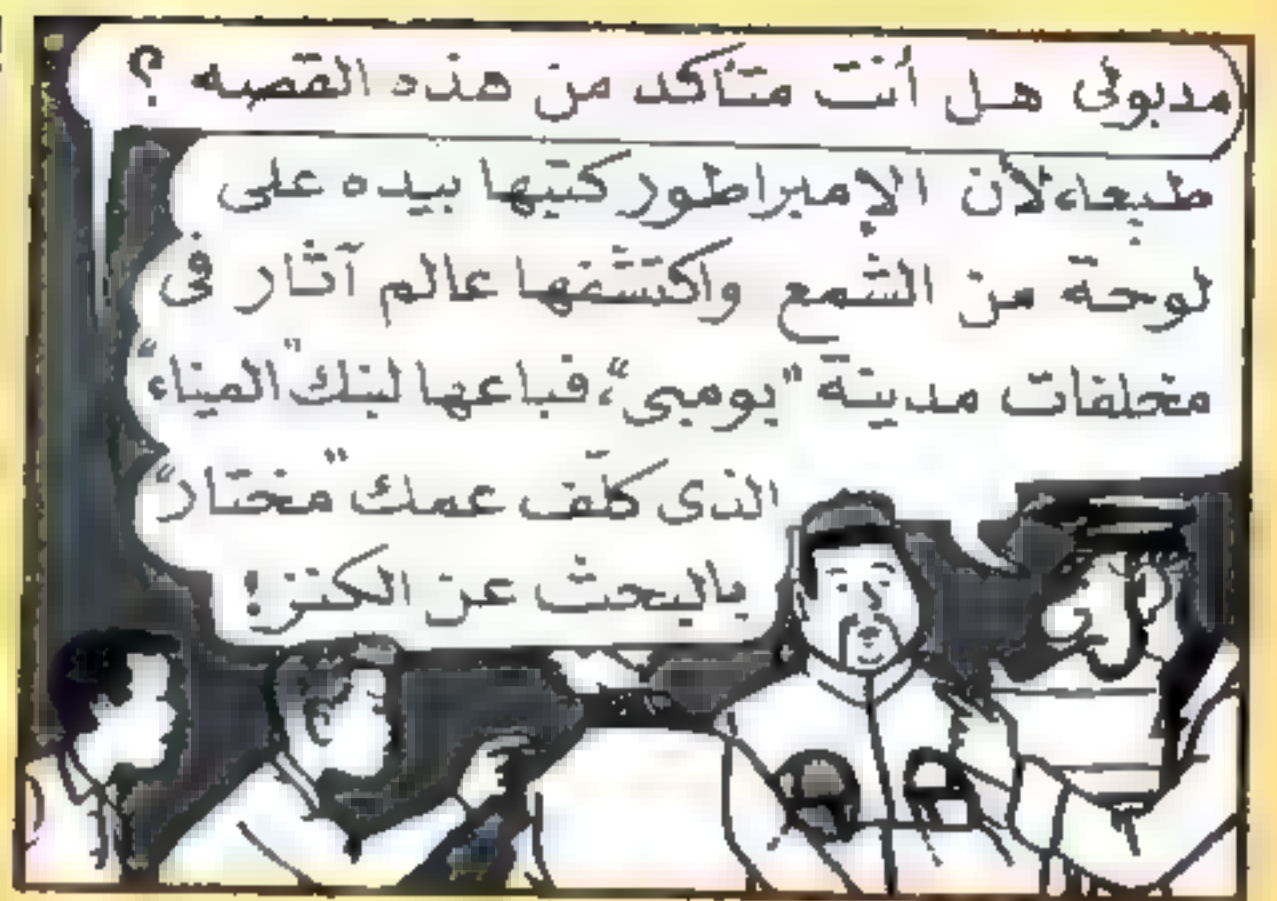 مدبولى هل أنت متأكد من هذه القصه ؟
طبعاً، لأن الإمبراطور كتبها بيده على
لوحة من الشمع واكتشفها عالم آثار فى
مخلفات مدينة "بومبى"، فباعها لبنك "الميناء"
الذى كلّف عمك "مختار"
بالبحث عن الكنز!